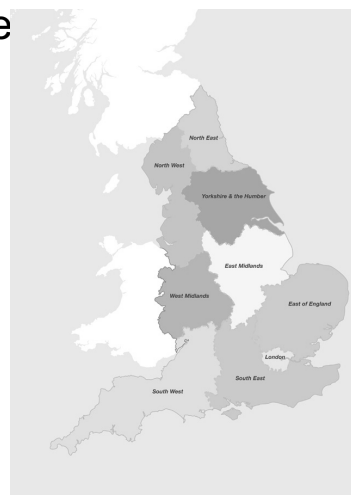 e
North East
North West
Yorkshire & the Humber
East Midlands
West Midlands
East of England
London
South East
South West